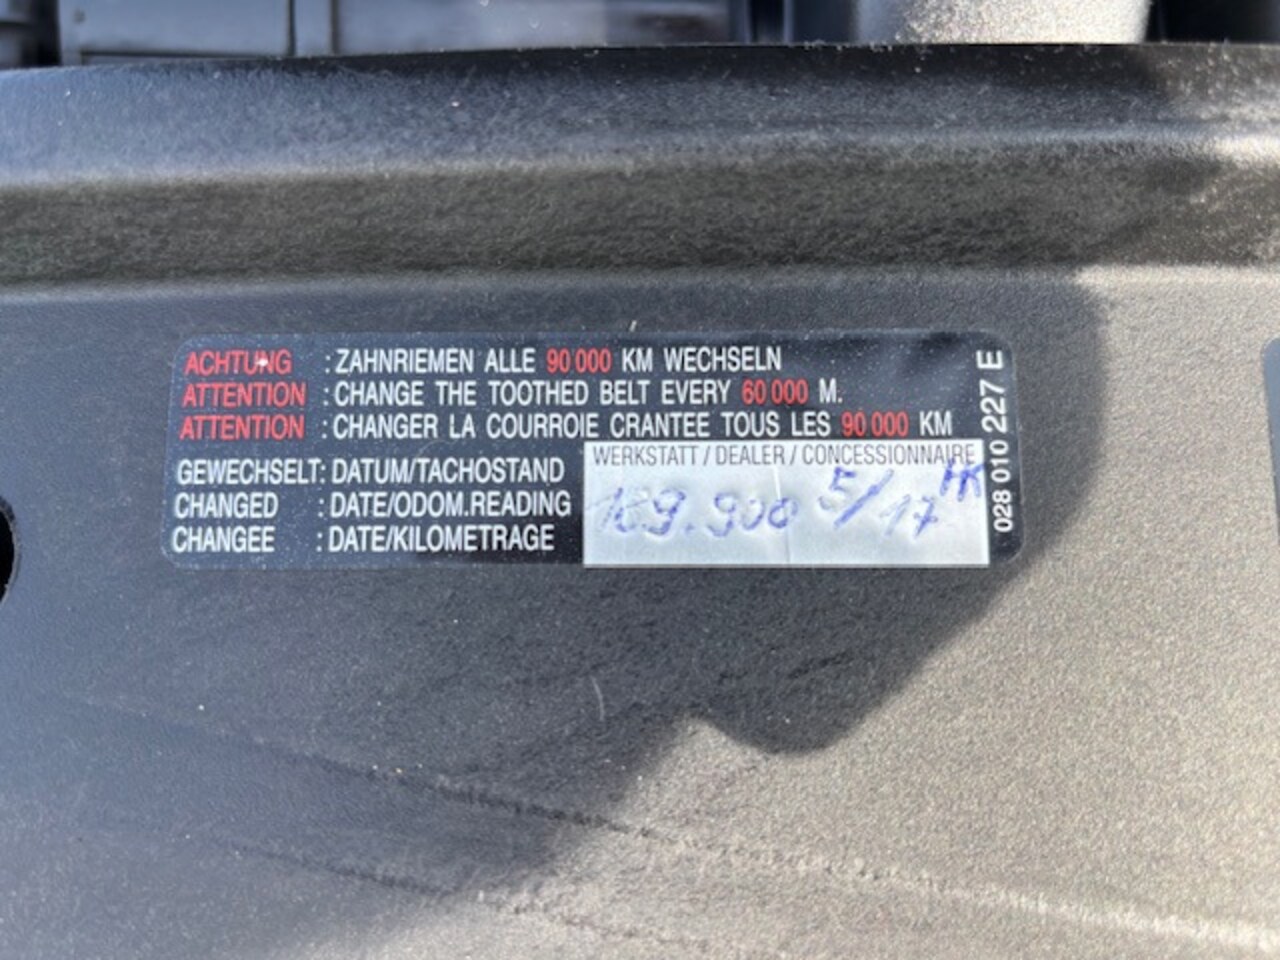 ACHTUNG : ZAHNRIEMEN ALLE 90 000 KM WECHSELN
ATTENTION : CHANGE THE TOOTHED BELT EVERY 60 000 M.
ATTENTION : CHANGER LA COURROIE CRANTEE TOUS LES 90 000 KM
WERKSTATT / DEALER / CONCESSIONNAIRE
GEWECHSELT: DATUM/TACHOSTAND
CHANGED : DATE/ODOM.READING
CHANGEE : DATE/KILOMETRAGE
169.900 5/17 HK
028 010 227 E